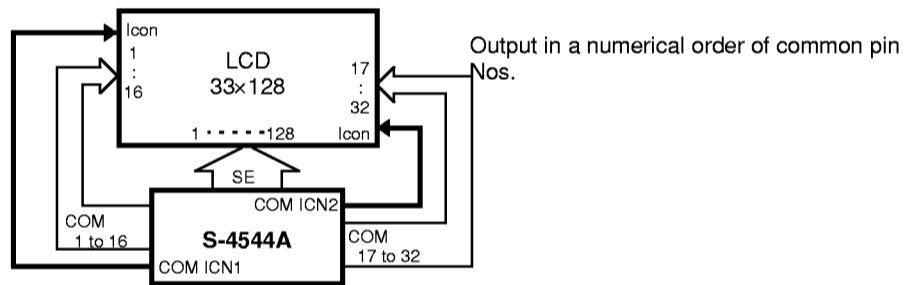 Icon
1
:
16
LCD
33×128
17
:
32
Icon
1 - - - - - 128
Output in a numerical order of common pin
Nos.
SE
COM ICN2
COM
1 to 16
S-4544A
COM
17 to 32
COM ICN1